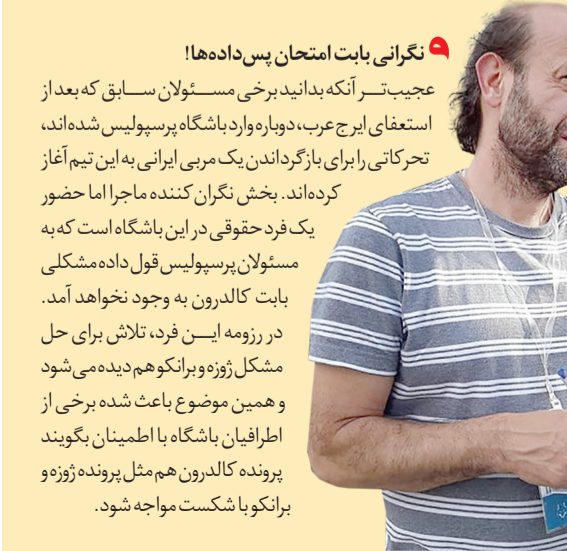 نگرانی بابت امتحان پس‌داده‌ها!
عجیب‌تر آنکه بدانید برخی مسئولان سابق که بعد از
استعفای ایرج عرب، دوباره وارد باشگاه پرسپولیس شده‌اند،
تحرکاتی را برای بازگرداندن یک مربی ایرانی به این تیم آغاز
کرده‌اند. بخش نگران کننده ماجرا اما حضور
یک فرد حقوقی در این باشگاه است که به
مسئولان پرسپولیس قول داده مشکلی
بابت کالدرون به وجود نخواهد آمد.
در رزومه این فرد، تلاش برای حل
مشکل ژوزه و برانکو هم دیده می‌شود
و همین موضوع باعث شده برخی از
اطرافیان باشگاه با اطمینان بگویند
پرونده کالدرون هم مثل پرونده ژوزه و
برانکو با شکست مواجه شود.